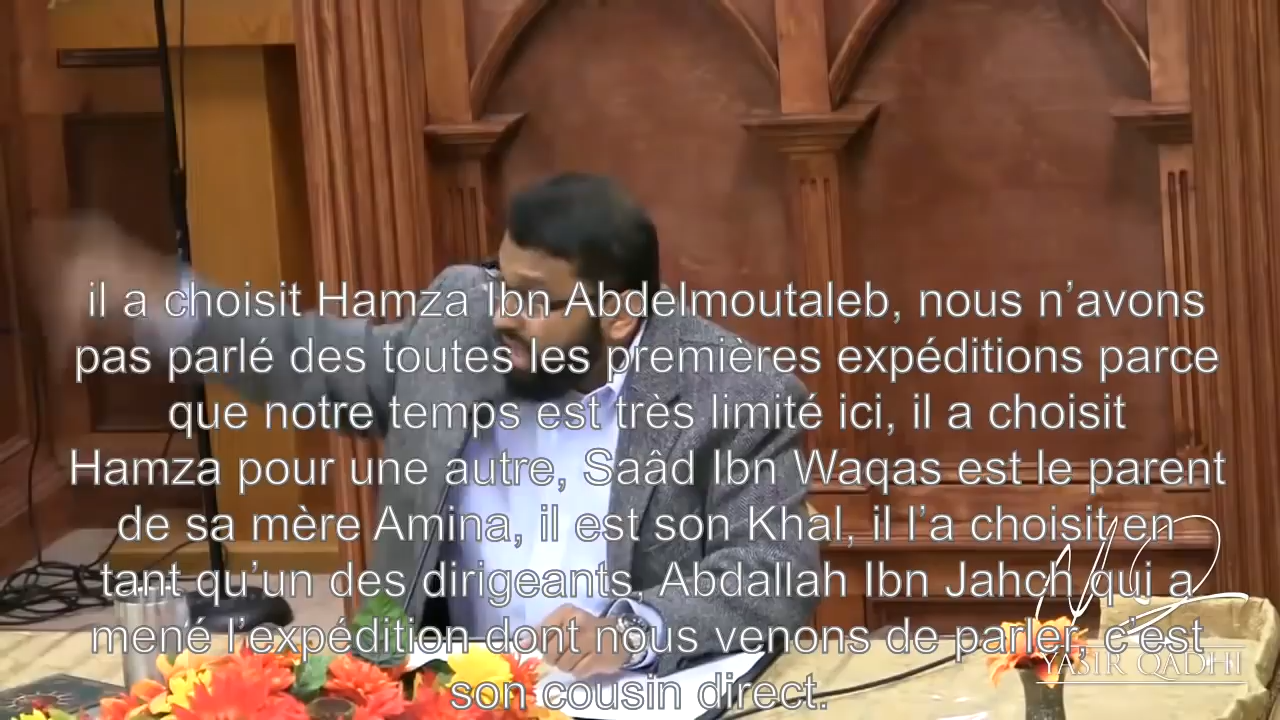 il a choisit Hamza Ibn Abdelmoutaleb, nous n’avons
pas parlé des toutes les premières expéditions parce
que notre temps est très limité ici, il a choisit
Hamza pour une autre, Saâd Ibn Waqas est le parent
de sa mère Amina, il est son Khal, il l’a choisit en
tant qu’un des dirigeants, Abdallah Ibn Jahch qui a
mené l’expédition dont nous venons de parler, c’est
son cousin direct.
YASIR QADHI